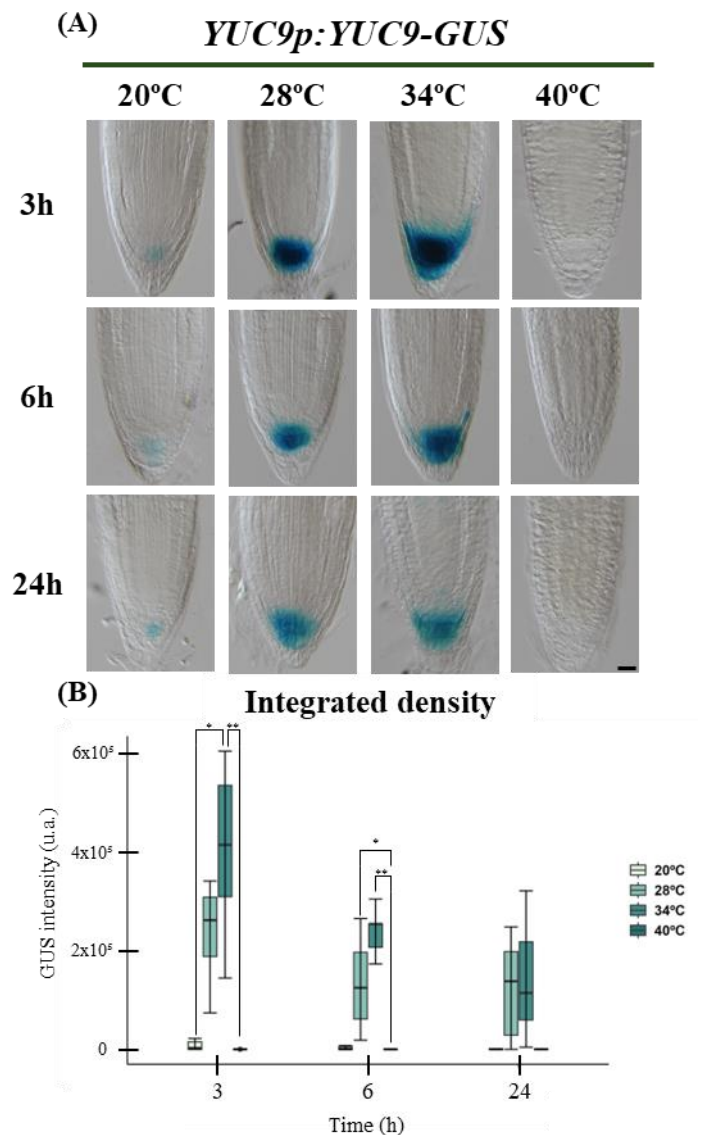 (A)
YUC9p:YUC9-GUS
20ºC 28ºC 34ºC 40ºC
3h
6h
24h
(B)
Integrated density
* **
6x10⁵
*
4x10⁵
**
20ºC
28ºC
34ºC
40ºC
GUS intensity (u.a.)
2x10⁵
0
3 6 24
Time (h)